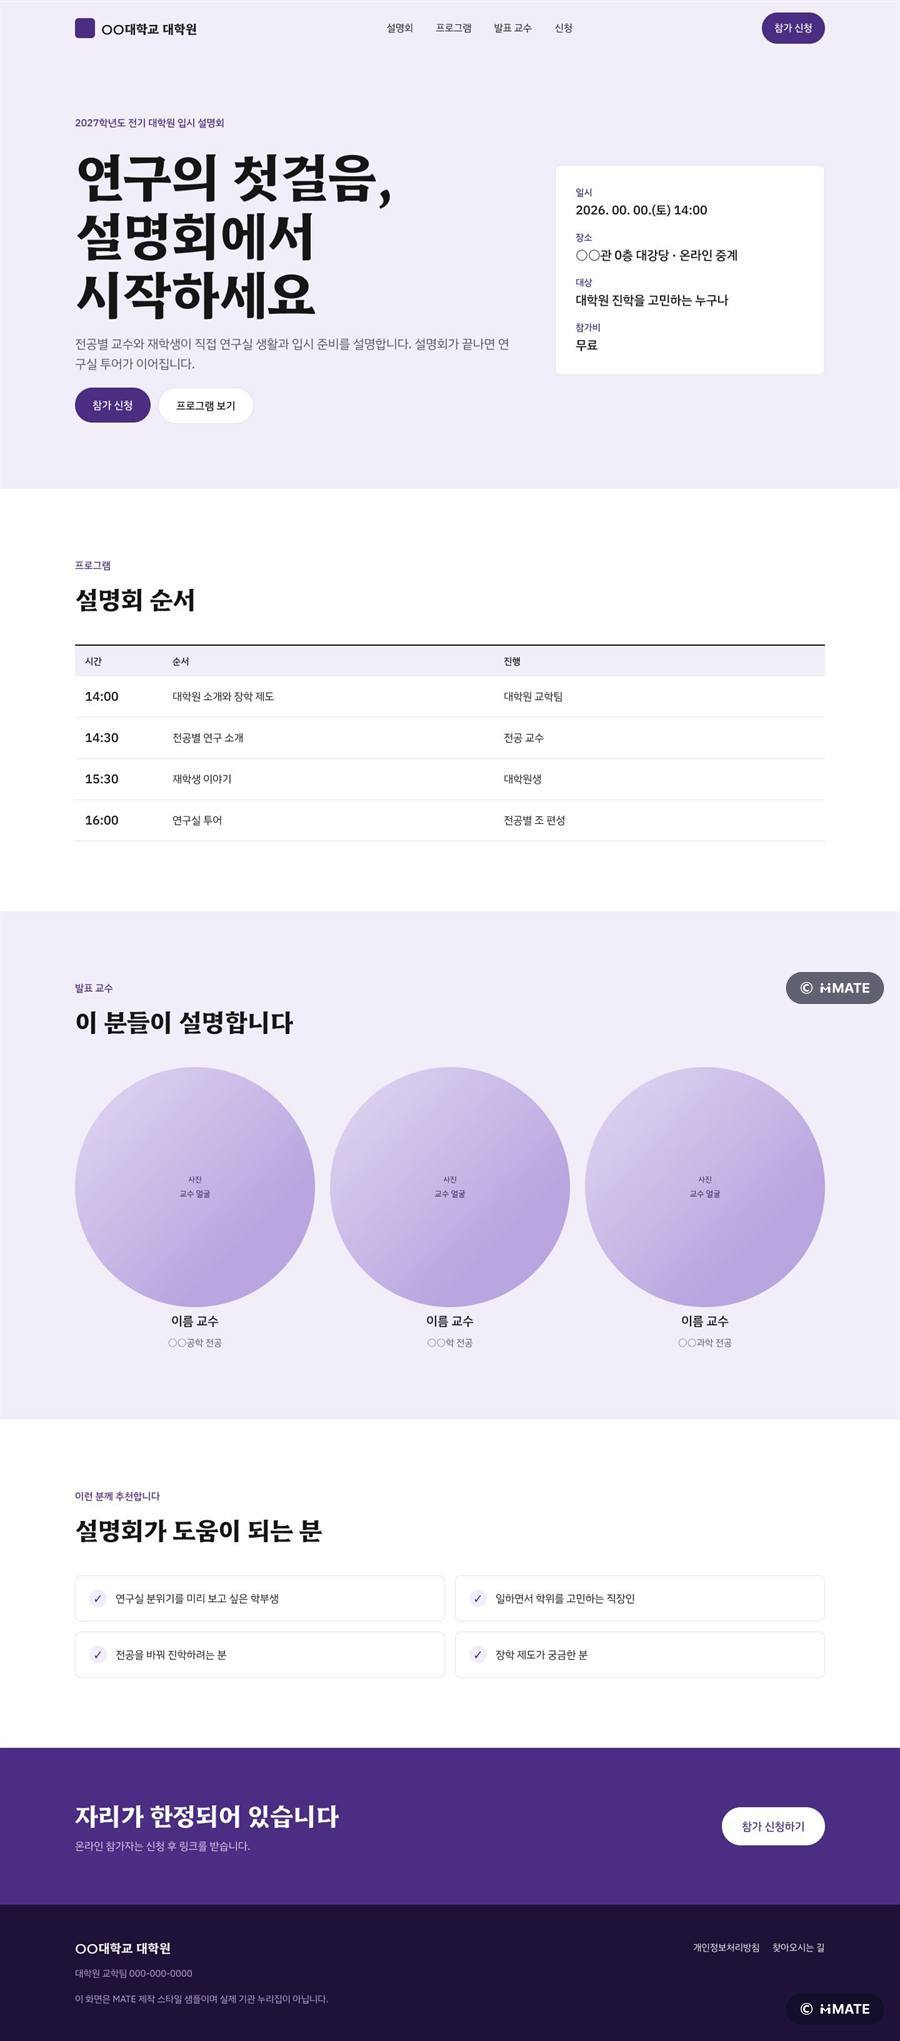 ○○대학교 대학원
설명회 프로그램 발표 교수 신청
참가 신청
2027학년도 전기 대학원 입시 설명회
연구의 첫걸음,
설명회에서
시작하세요
전공별 교수와 재학생이 직접 연구실 생활과 입시 준비를 설명합니다. 설명회가 끝나면 연
구실 투어가 이어집니다.
참가 신청 프로그램 보기
일시
2026. 00. 00.(토) 14:00
장소
○○관 0층 대강당 · 온라인 중계
대상
대학원 진학을 고민하는 누구나
참가비
무료
프로그램
설명회 순서
시간 순서 진행
14:00 대학원 소개와 장학 제도 대학원 교학팀
14:30 전공별 연구 소개 전공 교수
15:30 재학생 이야기 대학원생
16:00 연구실 투어 전공별 조 편성
발표 교수
이 분들이 설명합니다
© MATE
사진
교수 얼굴
이름 교수
○○공학 전공
사진
교수 얼굴
이름 교수
○○학 전공
사진
교수 얼굴
이름 교수
○○과학 전공
이런 분께 추천합니다
설명회가 도움이 되는 분
✓ 연구실 분위기를 미리 보고 싶은 학부생
✓ 일하면서 학위를 고민하는 직장인
✓ 전공을 바꿔 진학하려는 분
✓ 장학 제도가 궁금한 분
자리가 한정되어 있습니다
온라인 참가자는 신청 후 링크를 받습니다.
참가 신청하기
○○대학교 대학원
대학원 교학팀 000-000-0000
이 화면은 MATE 제작 스타일 샘플이며 실제 기관 누리집이 아닙니다.
개인정보처리방침 찾아오시는 길
© MATE